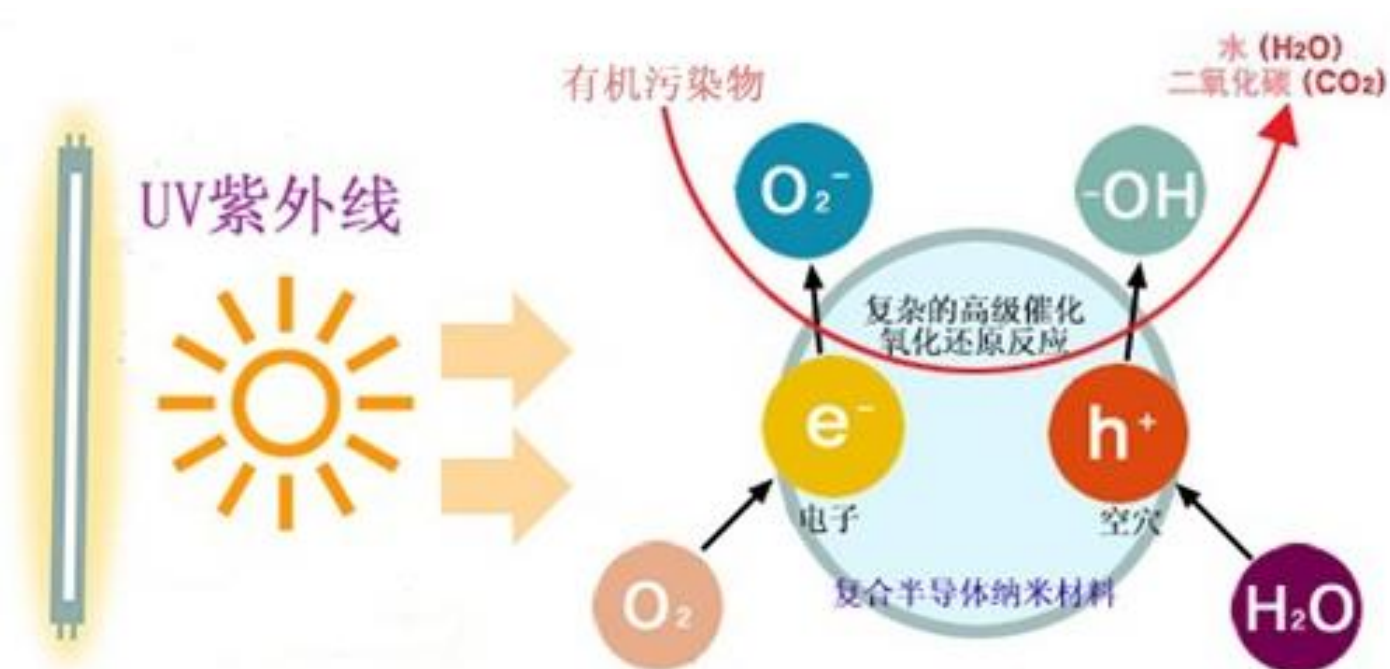 水 (H₂O)
二氧化碳 (CO₂)
有机污染物
UV紫外线
O₂⁻
-OH
复杂的高级催化
氧化还原反应
e⁻
h⁺
电子
空穴
复合半导体纳米材料
O₂
H₂O